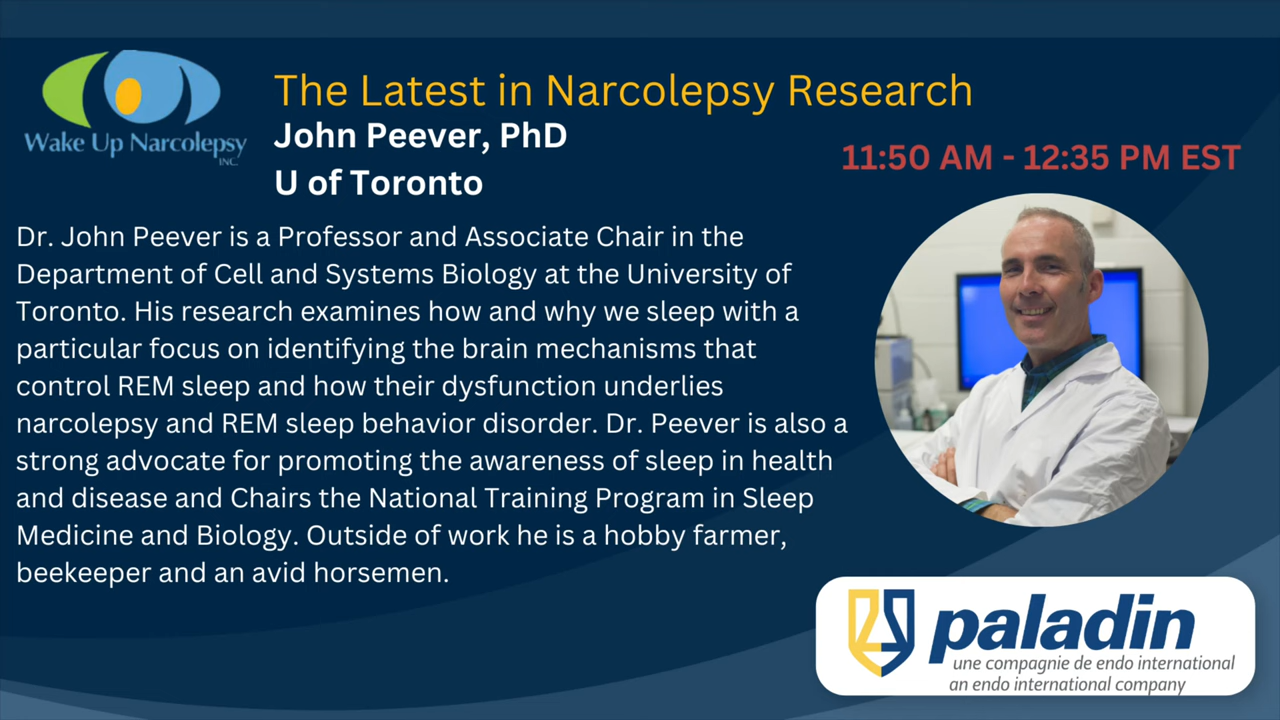 Wake Up Narcolepsy
INC.
The Latest in Narcolepsy Research
John Peever, PhD
U of Toronto
11:50 AM - 12:35 PM EST
Dr. John Peever is a Professor and Associate Chair in the
Department of Cell and Systems Biology at the University of
Toronto. His research examines how and why we sleep with a
particular focus on identifying the brain mechanisms that
control REM sleep and how their dysfunction underlies
narcolepsy and REM sleep behavior disorder. Dr. Peever is also a
strong advocate for promoting the awareness of sleep in health
and disease and Chairs the National Training Program in Sleep
Medicine and Biology. Outside of work he is a hobby farmer,
beekeeper and an avid horsemen.
paladin
une compagnie de endo international
an endo international company